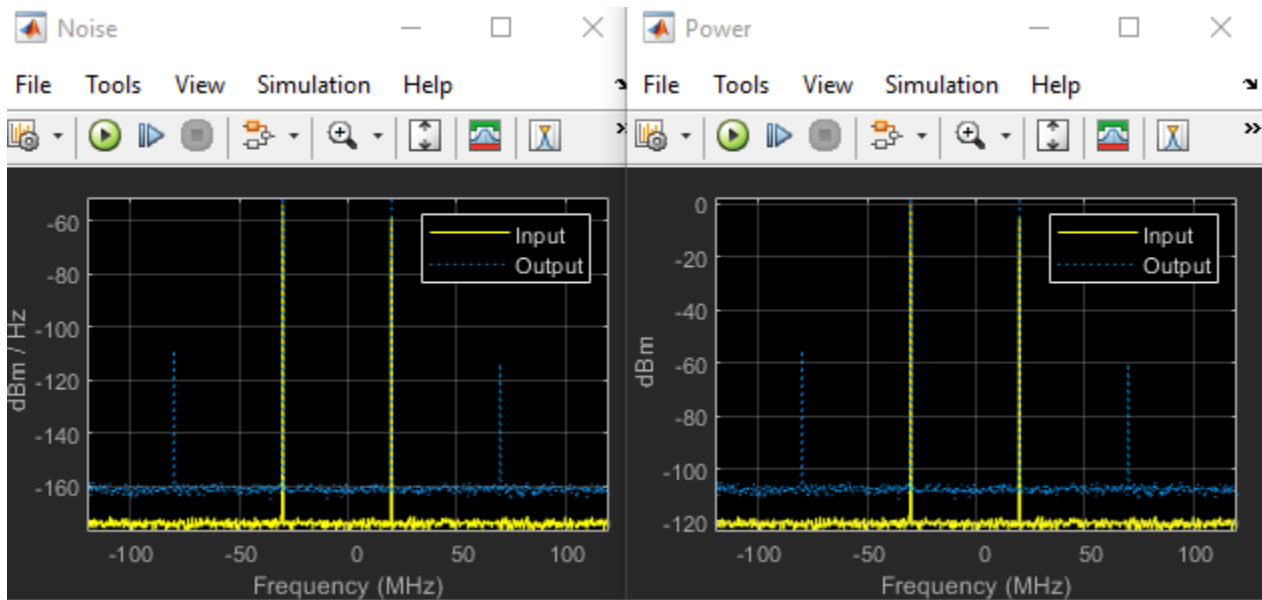 Noise
File Tools View Simulation Help
-60
-80
-100
-120
-140
-160
dBm / Hz
Input
Output
-100 -50 0 50 100
Frequency (MHz)
Power
File Tools View Simulation Help
»
0
-20
-40
-60
-80
-100
-120
dBm
Input
Output
-100 -50 0 50 100
Frequency (MHz)